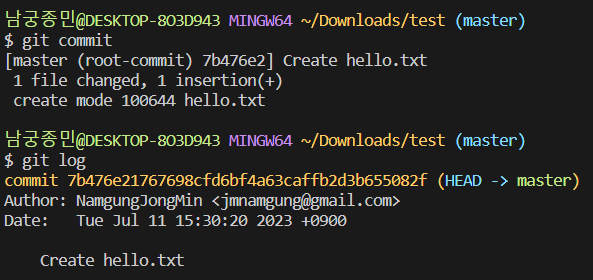 남궁종민@DESKTOP-8O3D943 MINGW64 ~/Downloads/test (master)
$ git commit
[master (root-commit) 7b476e2] Create hello.txt
 1 file changed, 1 insertion(+)
 create mode 100644 hello.txt

남궁종민@DESKTOP-8O3D943 MINGW64 ~/Downloads/test (master)
$ git log
commit 7b476e21767698cfd6bf4a63caffb2d3b655082f (HEAD -> master)
Author: NamgungJongMin <jmnamgung@gmail.com>
Date:   Tue Jul 11 15:30:20 2023 +0900

    Create hello.txt